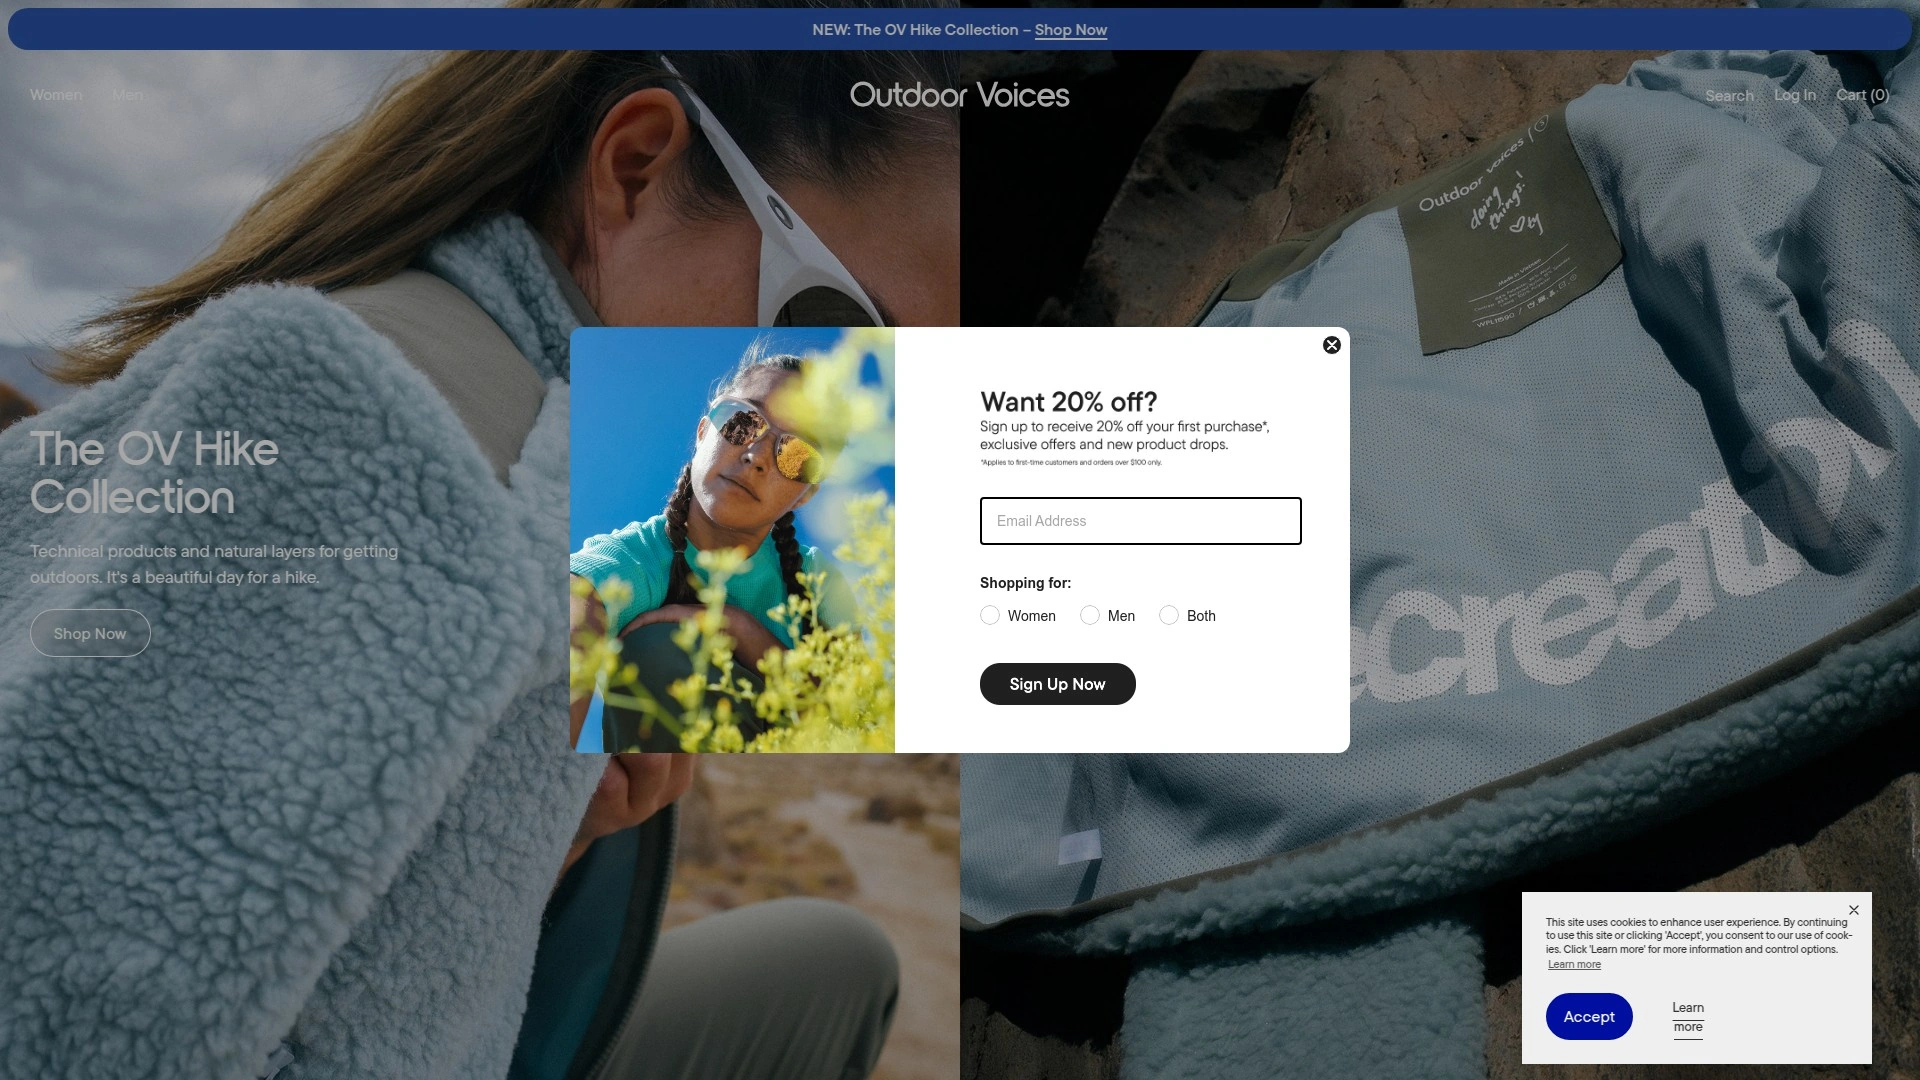 NEW: The OV Hike Collection – Shop Now
Women
Men
Outdoor Voices
Search
Log In
Cart (0)
Outdoor Voices
doing
things!
ty
The OV Hike
Collection
Technical products and natural layers for getting
outdoors. It's a beautiful day for a hike.
Shop Now
Want 20% off?
Sign up to receive 20% off your first purchase*,
exclusive offers and new product drops.
*Applies to first-time customers and orders over $100 only.
Email Address
Shopping for:
Women
Men
Both
Sign Up Now
This site uses cookies to enhance user experience. By continuing
to use this site or clicking 'Accept', you consent to our use of cook-
ies. Click 'Learn more' for more information and control options.
Learn more
Accept
Learn
more